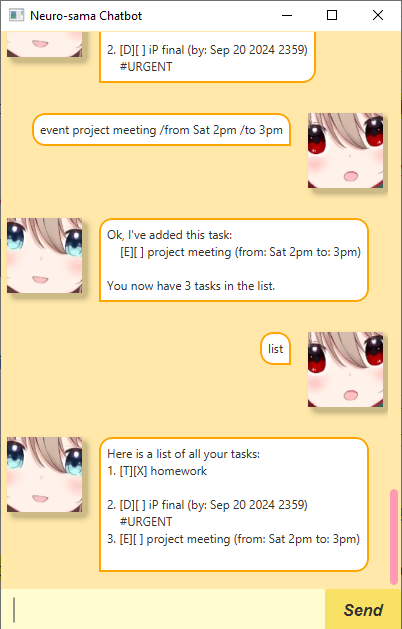 Neuro-sama Chatbot
2. [D][ ] iP final (by: Sep 20 2024 2359)
#URGENT
event project meeting /from Sat 2pm /to 3pm
Ok, I've added this task:
[E][ ] project meeting (from: Sat 2pm to: 3pm)
You now have 3 tasks in the list.
list
Here is a list of all your tasks:
1. [T][X] homework
2. [D][ ] iP final (by: Sep 20 2024 2359)
#URGENT
3. [E][ ] project meeting (from: Sat 2pm to: 3pm)
Send